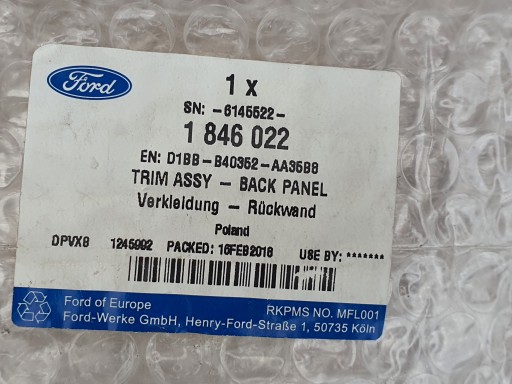 Ford
1 x
SN: -6145522-
1 846 022
EN: D1BB -B40352-AA35B8
TRIM ASSY - BACK PANEL
Verkleidung - Rückwand
Poland
DPVXB 1245992 PACKED: 16FEB2018 USE BY: *******
Ford of Europe RKPMS NO. MFL001
Ford-Werke GmbH, Henry-Ford-Straße 1, 50735 Köln